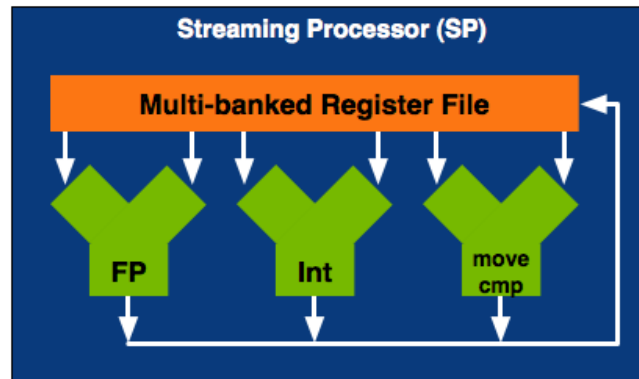 Streaming Processor (SP)
Multi-banked Register File
FP
Int
move
cmp